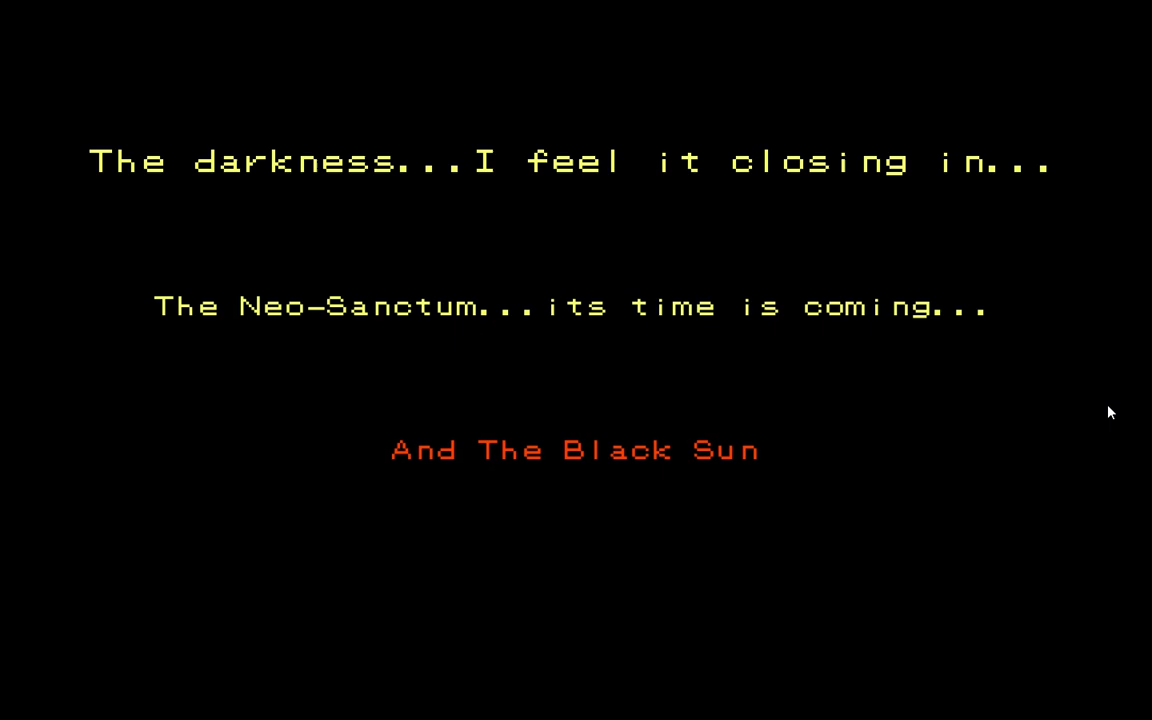 The darkness...I feel it closing in...
The Neo-Sanctum...its time is coming...
And The Black Sun